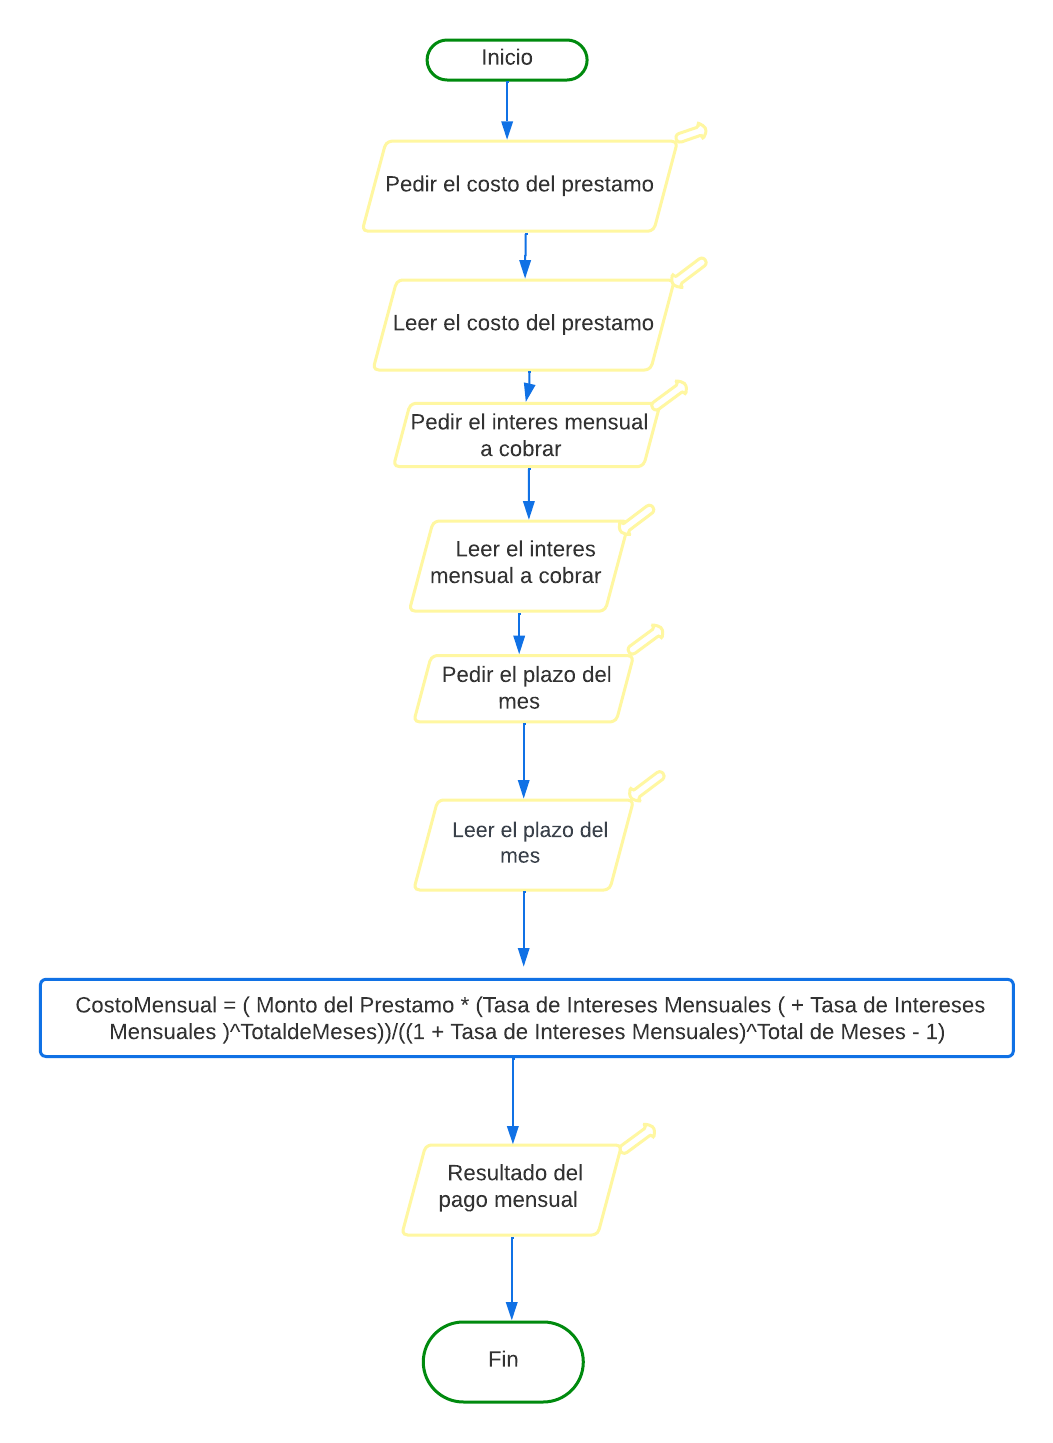 Inicio
Pedir el costo del prestamo
Leer el costo del prestamo
Pedir el interes mensual
a cobrar
Leer el interes
mensual a cobrar
Pedir el plazo del
mes
Leer el plazo del
mes
CostoMensual = ( Monto del Prestamo * (Tasa de Intereses Mensuales ( + Tasa de Intereses
Mensuales )^TotaldeMeses))/((1 + Tasa de Intereses Mensuales)^Total de Meses - 1)
Resultado del
pago mensual
Fin